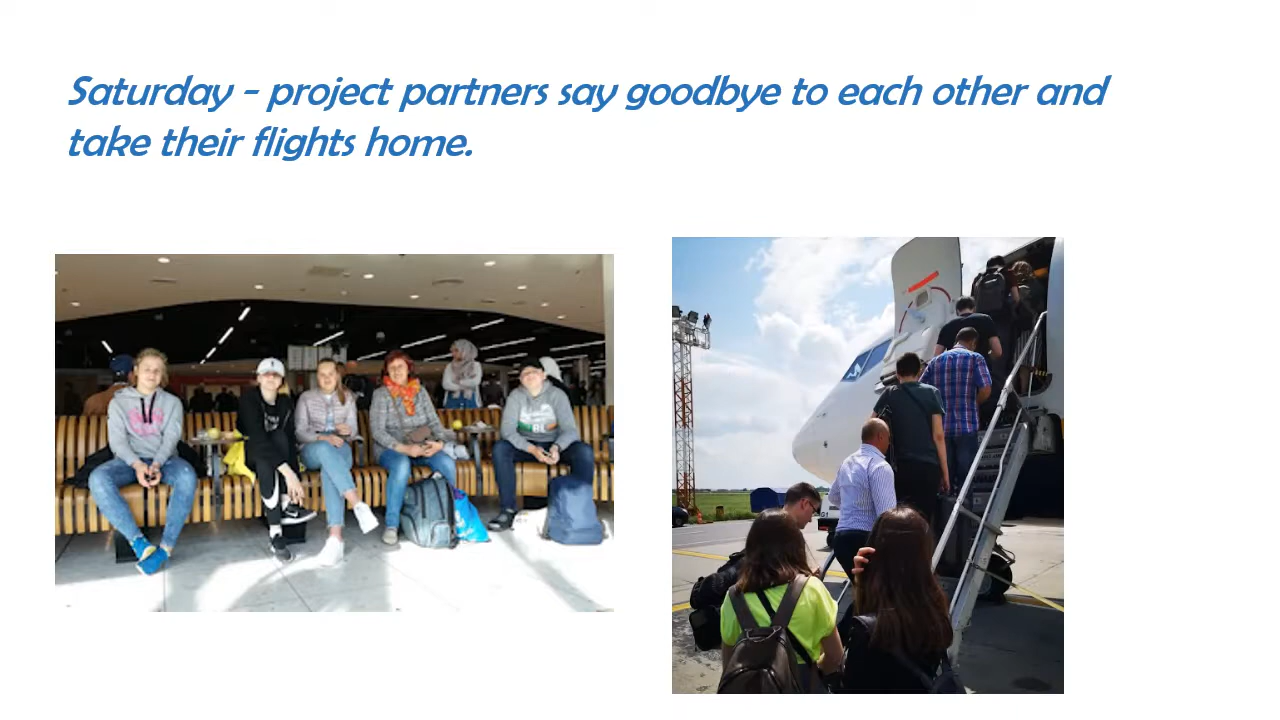 Saturday - project partners say goodbye to each other and
take their flights home.